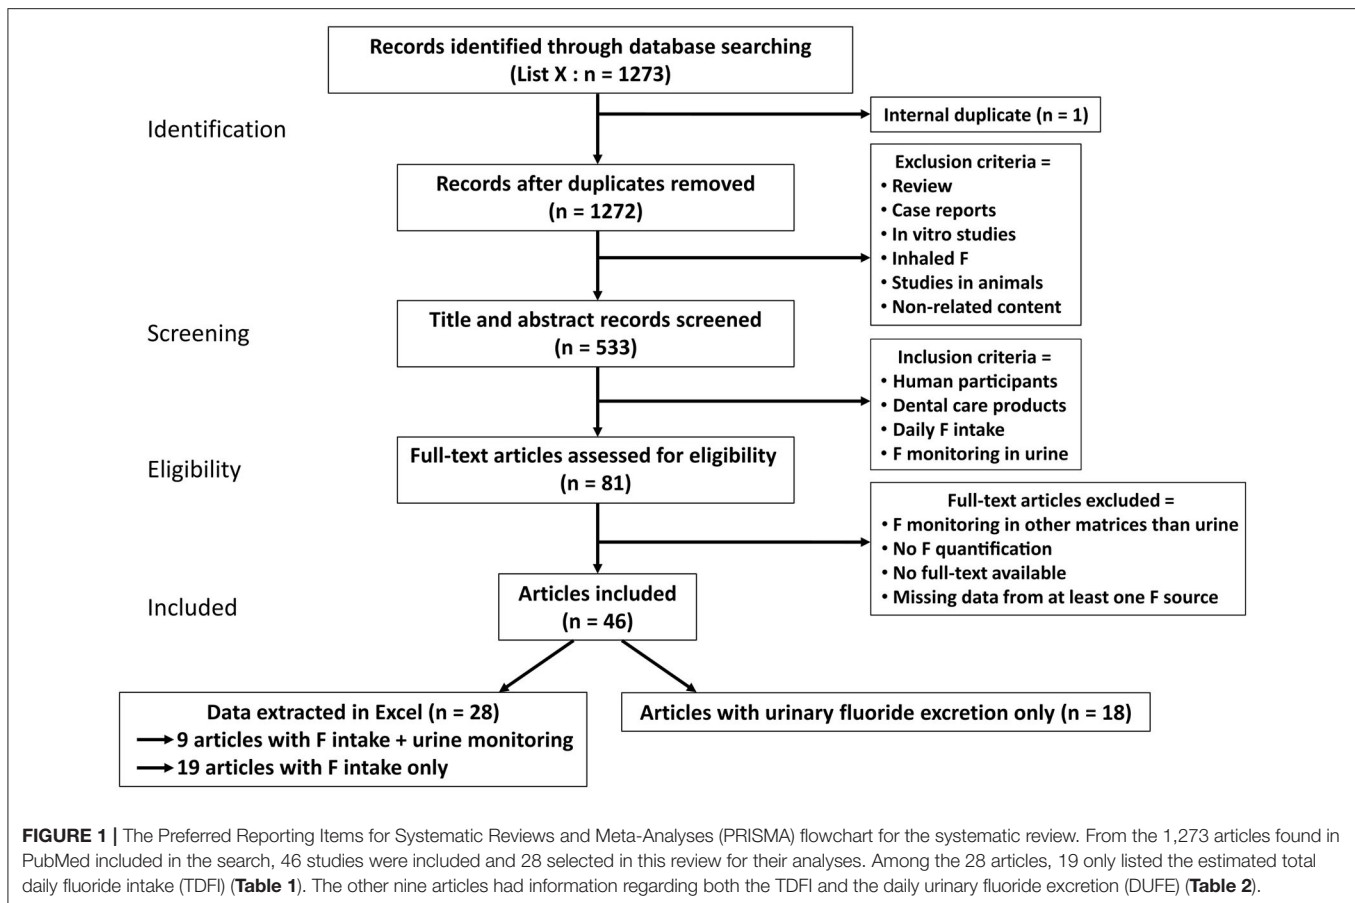 Records identified through database searching
(List X : n = 1273)
Identification
Internal duplicate (n = 1)
Records after duplicates removed
(n = 1272)
Exclusion criteria =
• Review
• Case reports
• In vitro studies
• Inhaled F
• Studies in animals
• Non-related content
Screening
Title and abstract records screened
(n = 533)
Inclusion criteria =
• Human participants
• Dental care products
• Daily F intake
• F monitoring in urine
Eligibility
Full-text articles assessed for eligibility
(n = 81)
Full-text articles excluded =
• F monitoring in other matrices than urine
• No F quantification
• No full-text available
• Missing data from at least one F source
Included
Articles included
(n = 46)
Data extracted in Excel (n = 28)
9 articles with F intake + urine monitoring
19 articles with F intake only
Articles with urinary fluoride excretion only (n = 18)
FIGURE 1 | The Preferred Reporting Items for Systematic Reviews and Meta-Analyses (PRISMA) flowchart for the systematic review. From the 1,273 articles found in
PubMed included in the search, 46 studies were included and 28 selected in this review for their analyses. Among the 28 articles, 19 only listed the estimated total
daily fluoride intake (TDFI) (Table 1). The other nine articles had information regarding both the TDFI and the daily urinary fluoride excretion (DUFE) (Table 2).